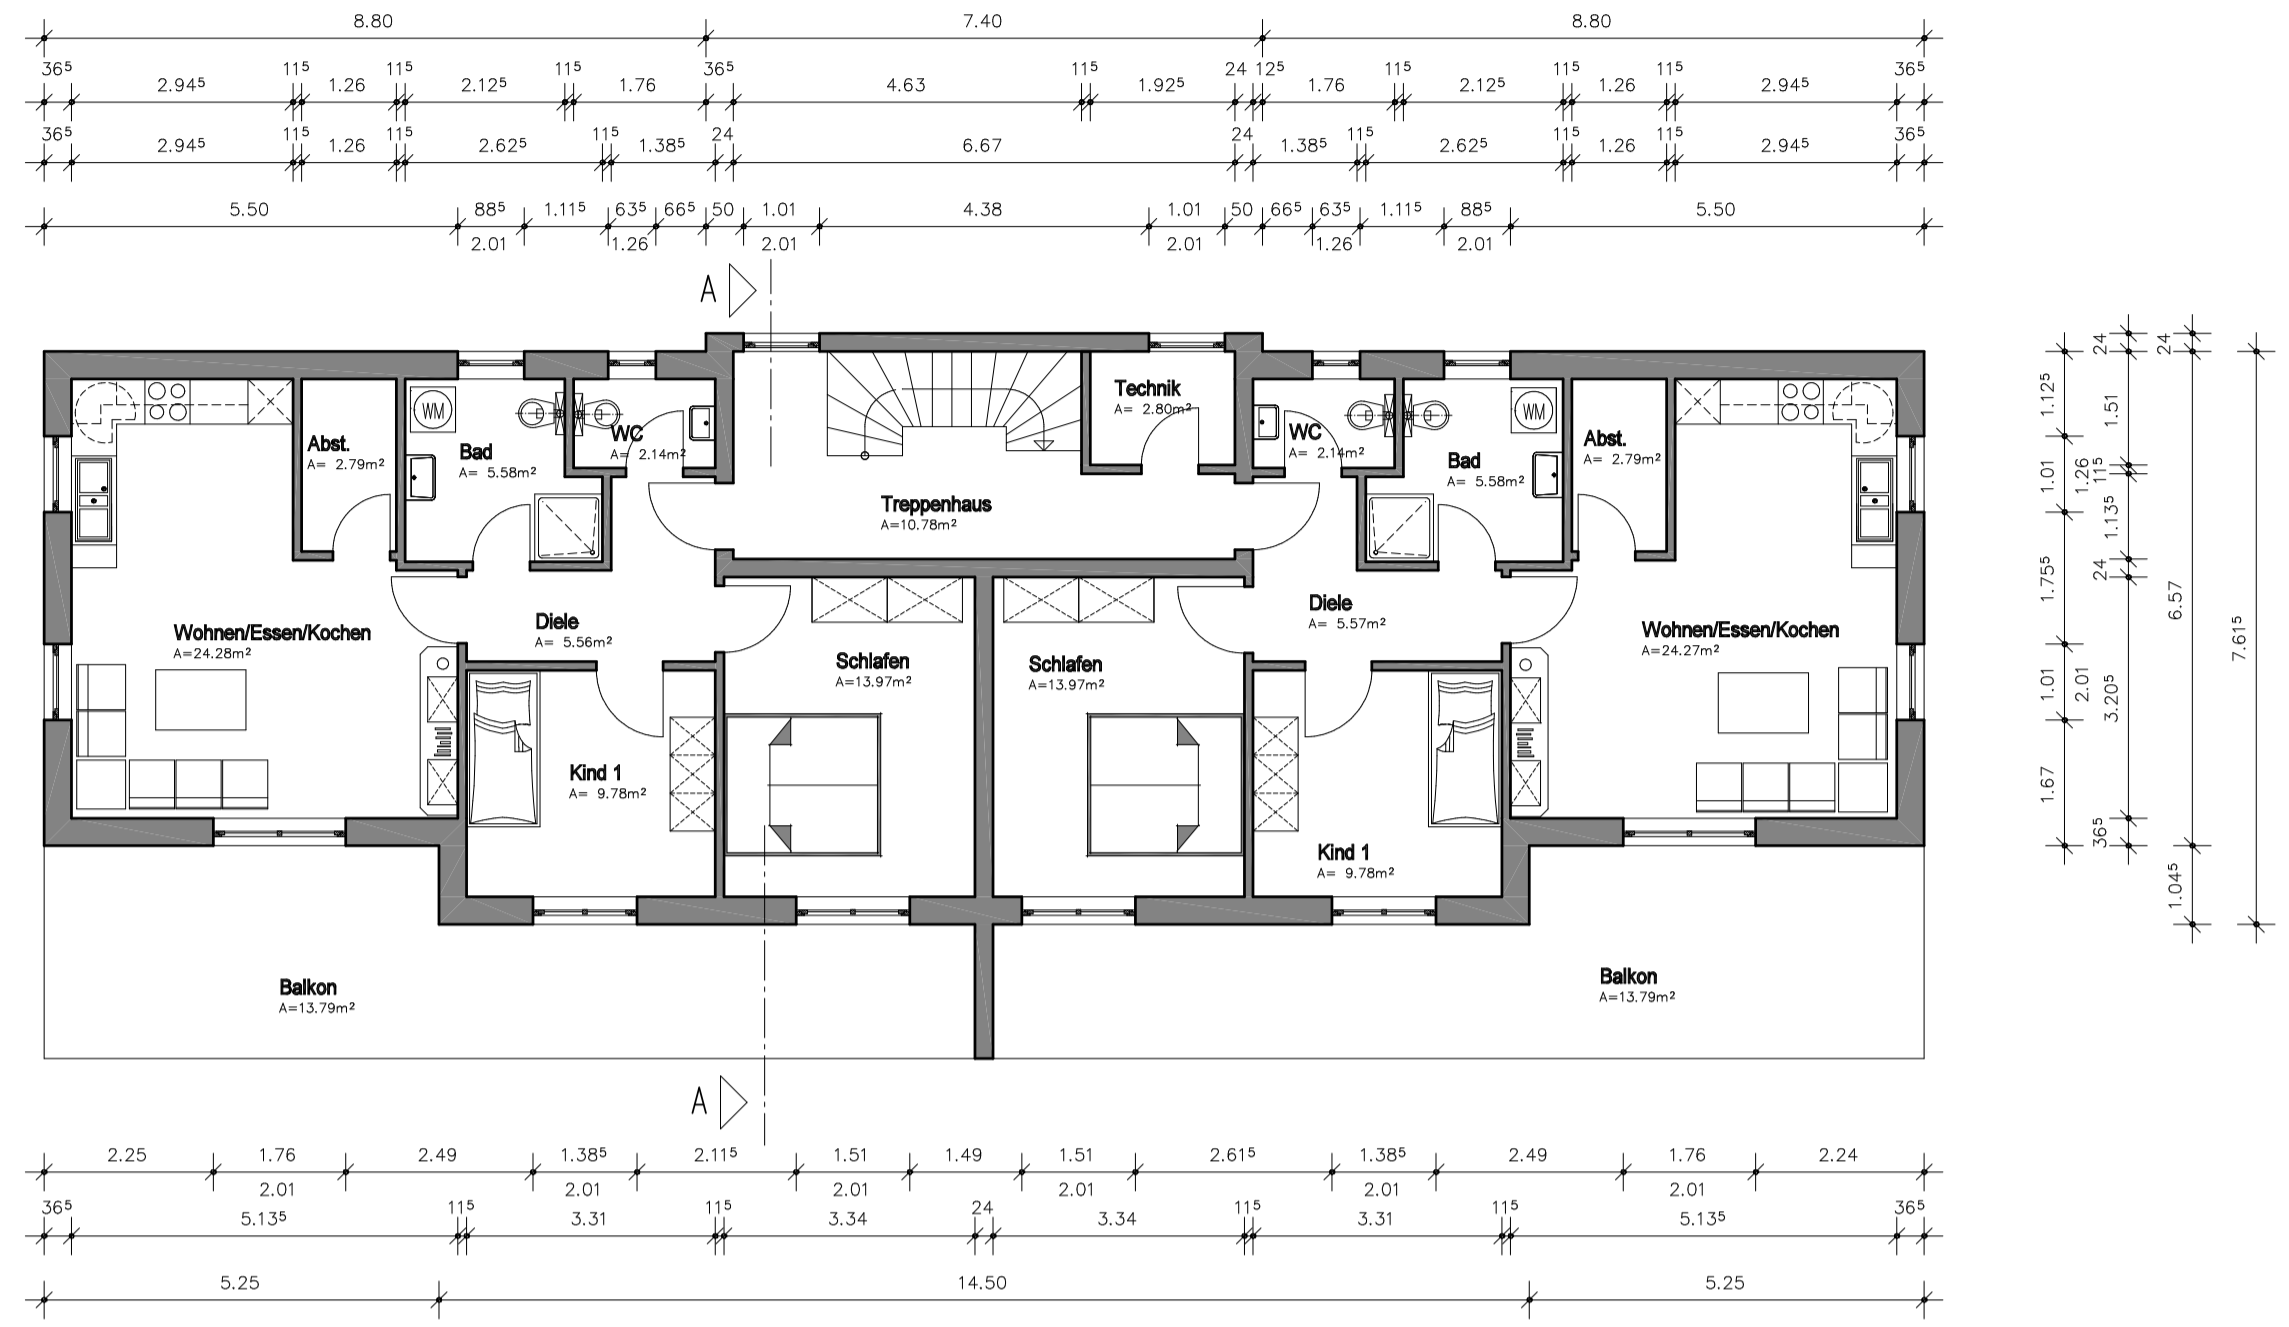 8.80 7.40 8.80
36⁵ 2.94⁵ 11⁵ 1.26 11⁵ 2.12⁵ 11⁵ 1.76 36⁵ 4.63 11⁵ 1.92⁵ 24 12⁵ 1.76 11⁵ 2.12⁵ 11⁵ 1.26 11⁵ 2.94⁵ 36⁵
36⁵ 2.94⁵ 11⁵ 1.26 11⁵ 2.62⁵ 11⁵ 1.38⁵ 24 6.67 24 1.38⁵ 11⁵ 2.62⁵ 11⁵ 1.26 11⁵ 2.94⁵ 36⁵
5.50 88⁵ 1.11⁵ 63⁵ 66⁵ 50 1.01 4.38 1.01 50 66⁵ 63⁵ 1.11⁵ 88⁵ 5.50
2.01 1.26 2.01 2.01 1.26 2.01
A
Abst.
A= 2.79m²
WM
Bad
A= 5.58m²
WC
A= 2.14m²
Technik
A= 2.80m²
Treppenhaus
A=10.78m²
WC
A= 2.14m²
Bad
A= 5.58m²
WM
Abst.
A= 2.79m²
Wohnen/Essen/Kochen
A=24.28m²
Diele
A= 5.56m²
Schlafen
A=13.97m²
Schlafen
A=13.97m²
Diele
A= 5.57m²
Wohnen/Essen/Kochen
A=24.27m²
Kind 1
A= 9.78m²
Kind 1
A= 9.78m²
Balkon
A=13.79m²
Balkon
A=13.79m²
A
1.12⁵ 1.01 1.75⁵ 1.01 1.67
1.26 2.01
24 1.51 11⁵ 1.13⁵ 24 3.20⁵ 36⁵
24 6.57 1.04⁵
7.61⁵
2.25 1.76 2.49 1.38⁵ 2.11⁵ 1.51 1.49 1.51 2.61⁵ 1.38⁵ 2.49 1.76 2.24
2.01 2.01 2.01 2.01 2.01 2.01
36⁵ 5.13⁵ 11⁵ 3.31 11⁵ 3.34 24 3.34 11⁵ 3.31 11⁵ 5.13⁵ 36⁵
5.25 14.50 5.25